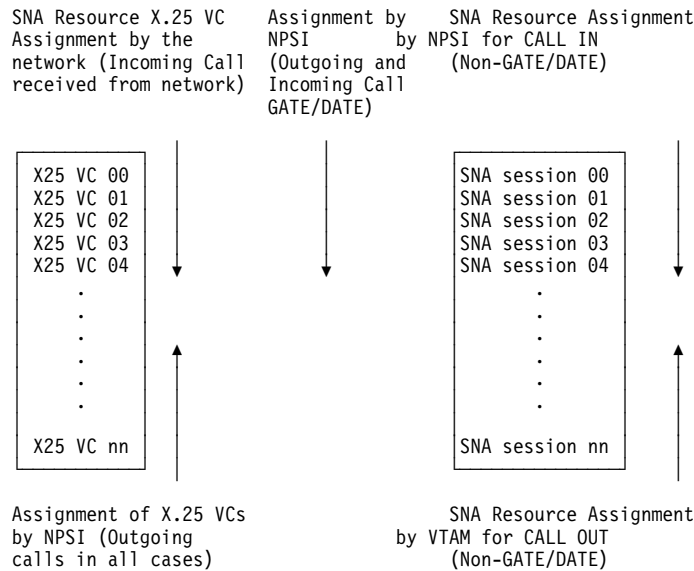 SNA Resource X.25 VC
Assignment by the
network (Incoming Call
received from network)
Assignment by
NPSI
(Outgoing and
Incoming Call
GATE/DATE)
SNA Resource Assignment
by NPSI for CALL IN
(Non-GATE/DATE)
X25 VC 00
X25 VC 01
X25 VC 02
X25 VC 03
X25 VC 04
.
.
.
.
.
.
X25 VC nn
SNA session 00
SNA session 01
SNA session 02
SNA session 03
SNA session 04
.
.
.
.
.
.
SNA session nn
Assignment of X.25 VCs
by NPSI (Outgoing
calls in all cases)
SNA Resource Assignment
by VTAM for CALL OUT
(Non-GATE/DATE)